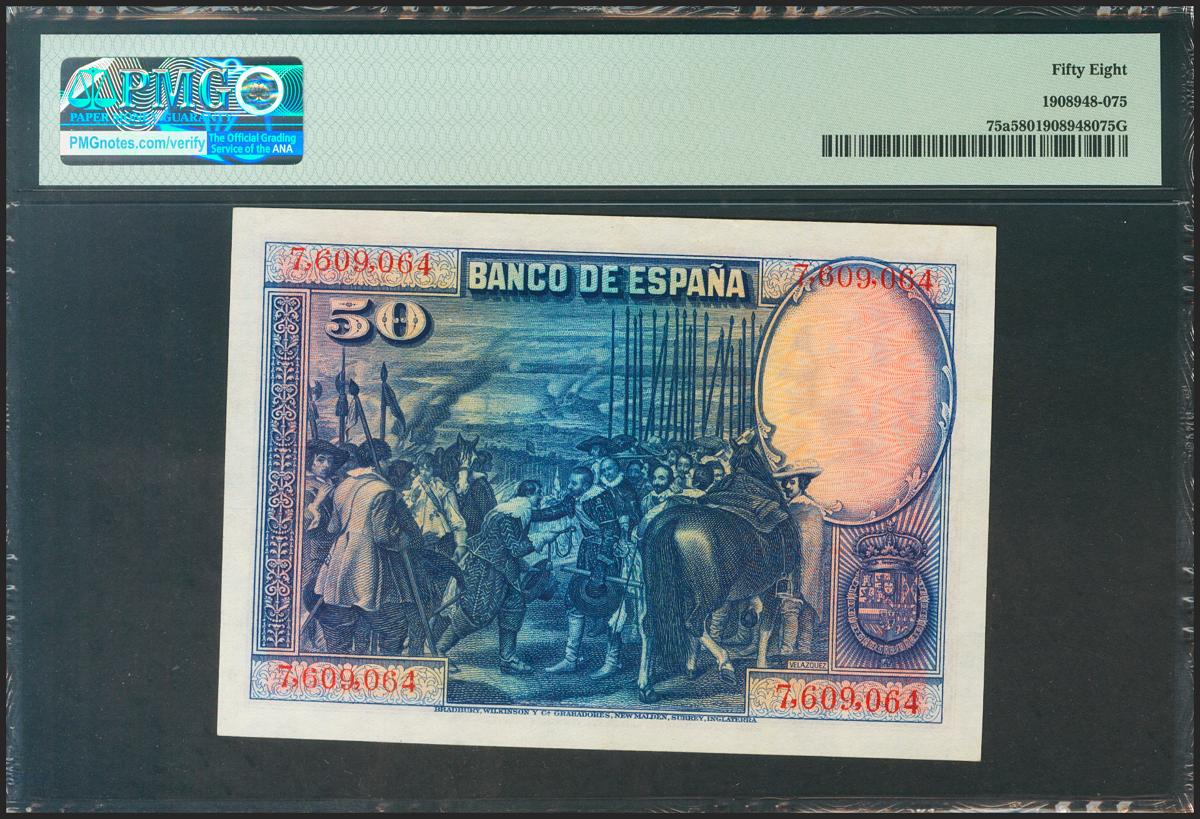 PMG
PAPER MONEY GUARANTY
PMGnotes.com/verify
The Official Grading
Service of the ANA
Fifty Eight
1908948-075
75a5801908948075G
7,609,064
BANCO DE ESPAÑA
7,609,064
50
VELAZQUEZ
7,609,064
7,609,064
BRADBURY, WILKINSON Y Cª GRABADORES, NEW MALDEN, SURREY, INGLATERRA